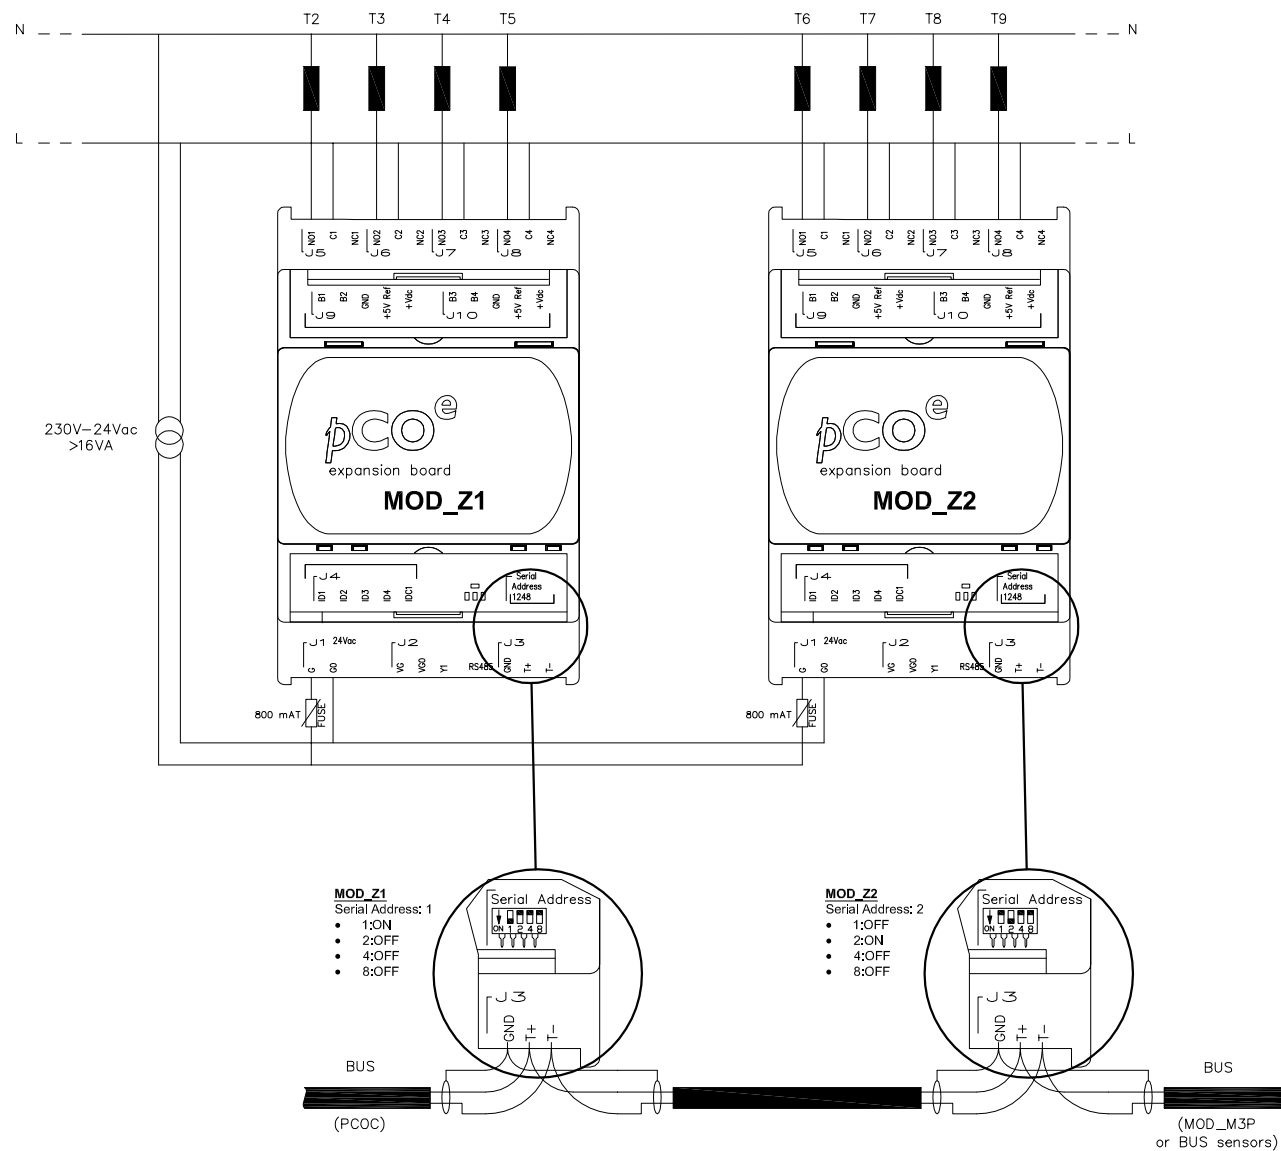 T2 T3 T4 T5 T6 T7 T8 T9
N N
L L
NO1 C1 NC1 NO2 C2 NC2 NO3 C3 NC3 NO4 C4 NC4
J5 J6 J7 J8
NO1 C1 NC1 NO2 C2 NC2 NO3 C3 NC3 NO4 C4 NC4
J5 J6 J7 J8
B1 B2 GND +5V Ref +Vdc B3 B4 GND +5V Ref +Vdc
J9 J10
B1 B2 GND +5V Ref +Vdc B3 B4 GND +5V Ref +Vdc
J9 J10
230V-24Vac
>16VA
pCOe
expansion board
MOD_Z1
pCOe
expansion board
MOD_Z2
J4
ID1 ID2 ID3 ID4 IDC1
Serial
Address
1248
J4
ID1 ID2 ID3 ID4 IDC1
Serial
Address
1248
J1 24Vac J2 J3
G G0 VG VG0 Y1 RS485 GND T+ T-
J1 24Vac J2 J3
G G0 VG VG0 Y1 RS485 GND T+ T-
800 mAT FUSE
800 mAT FUSE
MOD_Z1
Serial Address: 1
• 1:ON
• 2:OFF
• 4:OFF
• 8:OFF
Serial Address
ON 1 2 4 8
J3
GND T+ T-
MOD_Z2
Serial Address: 2
• 1:OFF
• 2:ON
• 4:OFF
• 8:OFF
Serial Address
ON 1 2 4 8
J3
GND T+ T-
BUS
(PCOC)
BUS
(MOD_M3P
or BUS sensors)